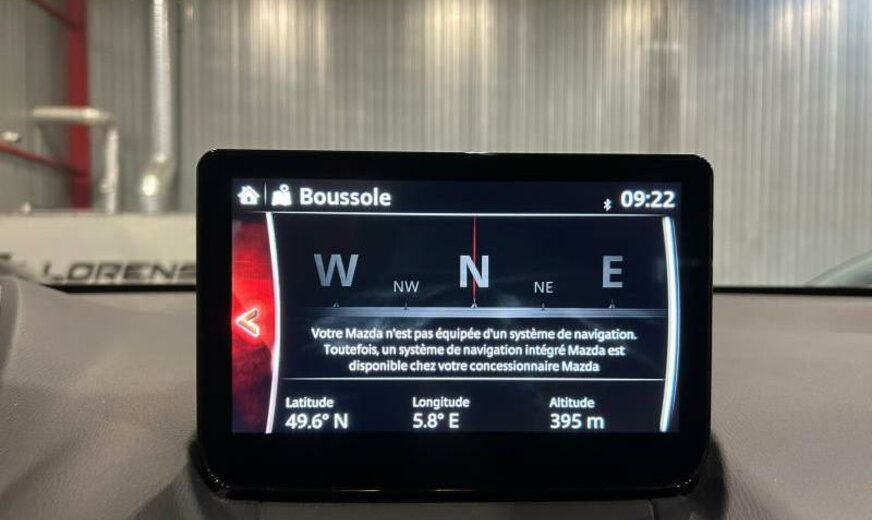 Boussole
09:22
W NW N NE E
Votre Mazda n'est pas équipée d'un système de navigation.
Toutefois, un système de navigation intégré Mazda est
disponible chez votre concessionnaire Mazda
Latitude Longitude Altitude
49.6° N 5.8° E 395 m
LORENS